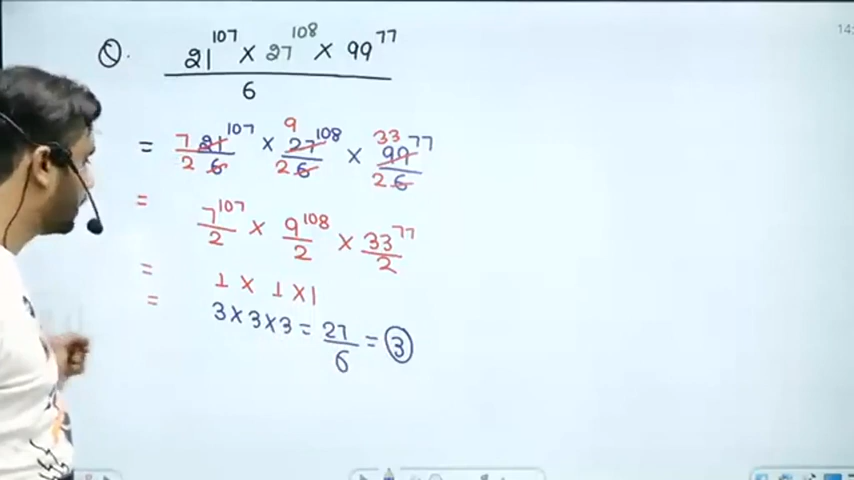 14:
Q. 21^107 × 27^108 × 99^77
6
= 7 21^107 / 2 6 × 9 27^108 / 2 6 × 33 99^77 / 2 6
= 7^107 / 2 × 9^108 / 2 × 33^77 / 2
= 1 × 1 × 1
= 3 × 3 × 3 = 27 / 6 = 3